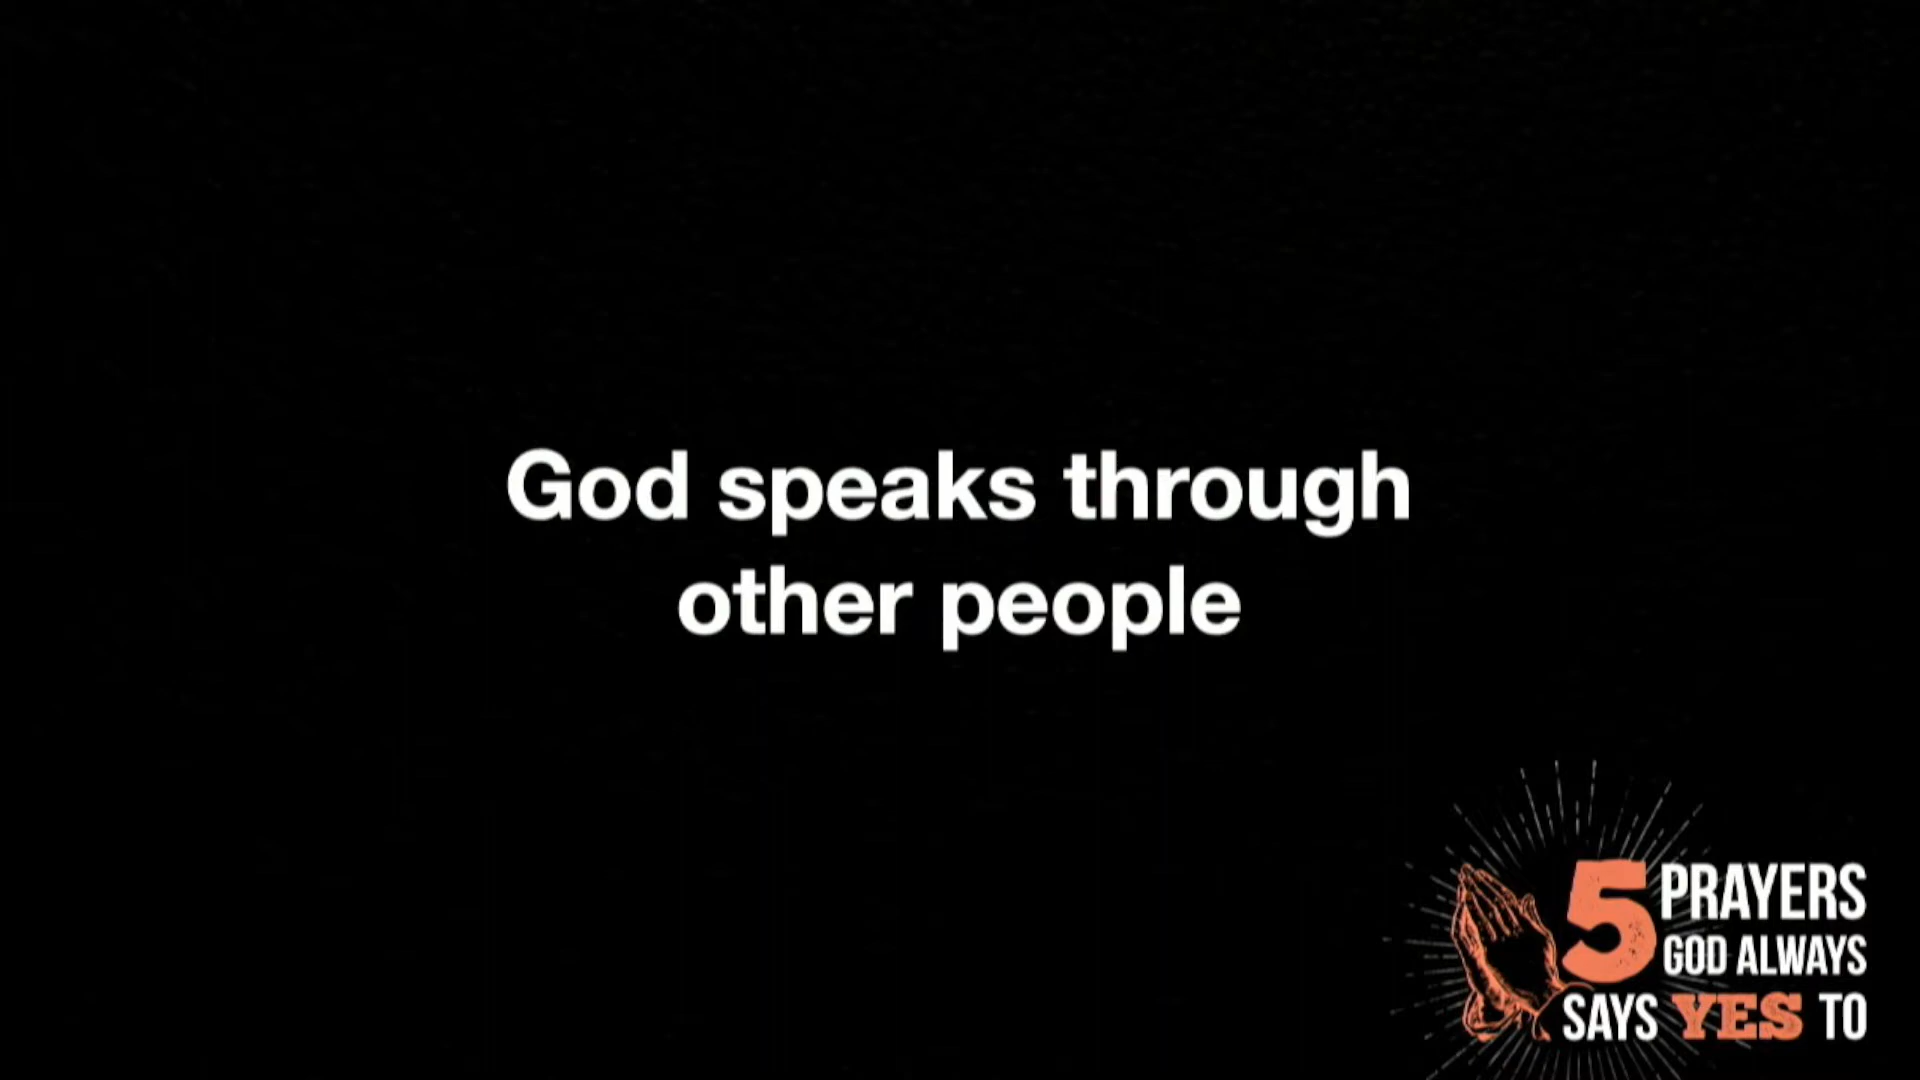 God speaks through
other people
5 PRAYERS
GOD ALWAYS
SAYS YES TO